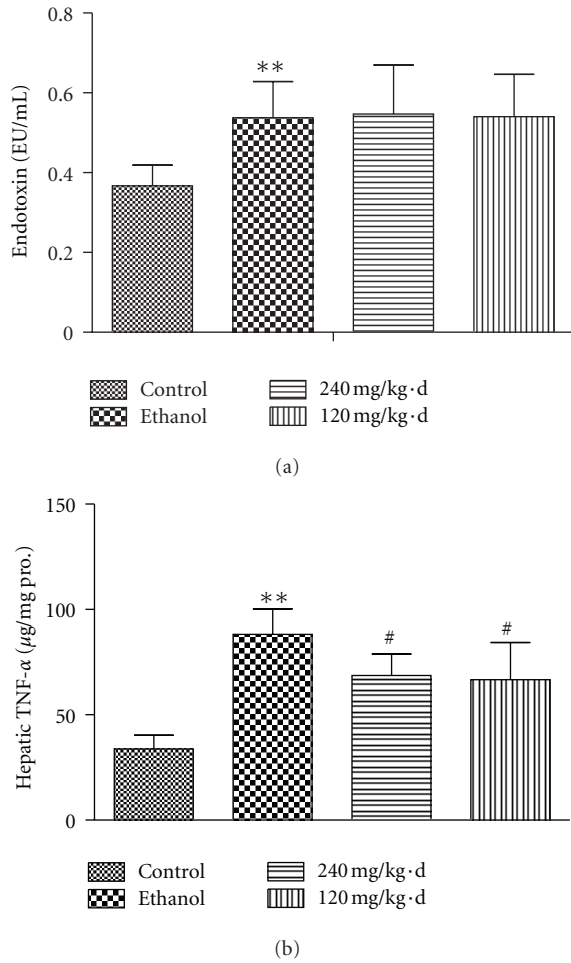 Endotoxin (EU/mL)
0.8
0.6
0.4
0.2
0
**
Control
Ethanol
240 mg/kg·d
120 mg/kg·d
(a)
Hepatic TNF-α (μg/mg pro.)
150
100
50
0
**
#
#
Control
Ethanol
240 mg/kg·d
120 mg/kg·d
(b)